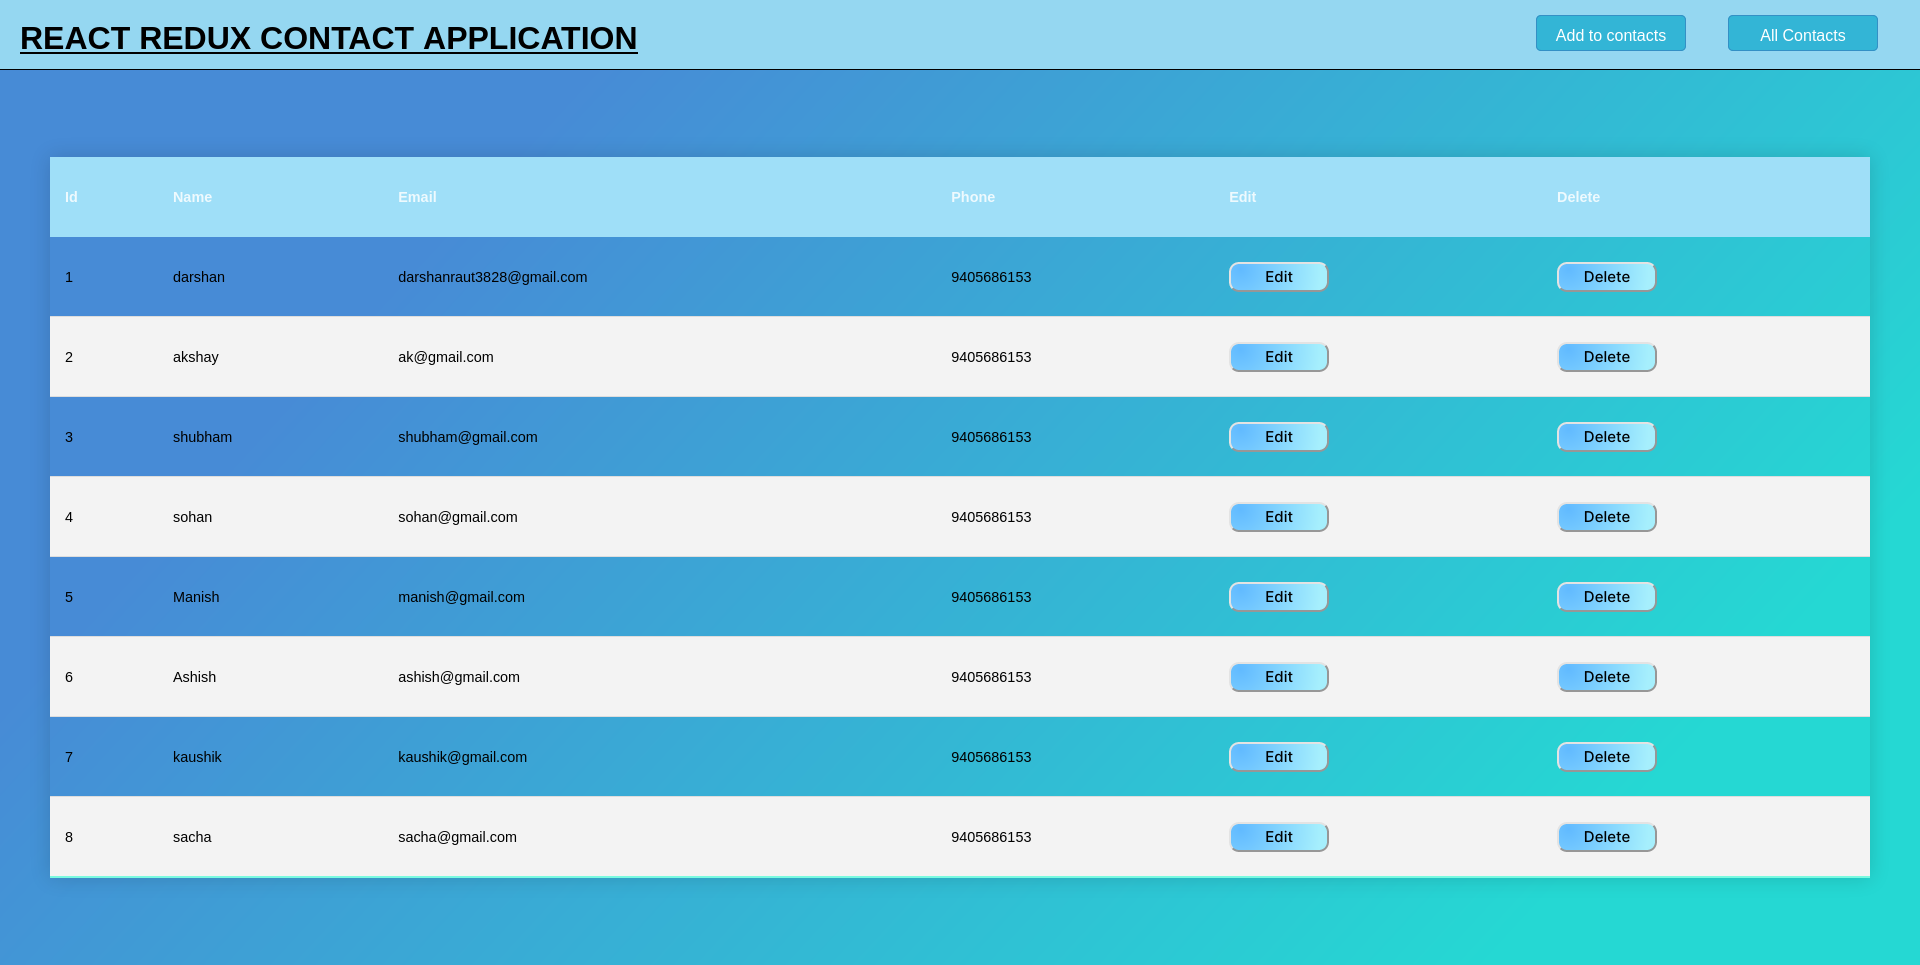 REACT REDUX CONTACT APPLICATION Add to contacts All Contacts
Id Name Email Phone Edit Delete
1 darshan darshanraut3828@gmail.com 9405686153 Edit Delete
2 akshay ak@gmail.com 9405686153 Edit Delete
3 shubham shubham@gmail.com 9405686153 Edit Delete
4 sohan sohan@gmail.com 9405686153 Edit Delete
5 Manish manish@gmail.com 9405686153 Edit Delete
6 Ashish ashish@gmail.com 9405686153 Edit Delete
7 kaushik kaushik@gmail.com 9405686153 Edit Delete
8 sacha sacha@gmail.com 9405686153 Edit Delete